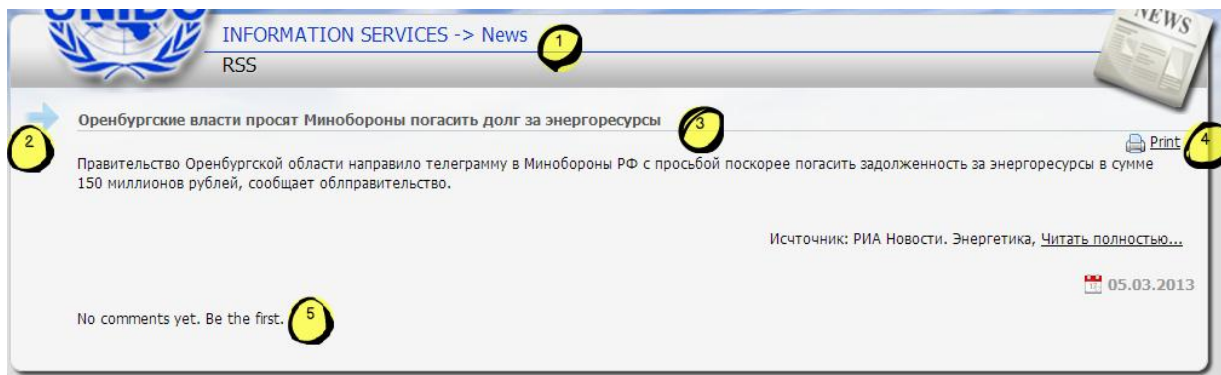 UNIDO
NEWS
INFORMATION SERVICES -> News
1
RSS
Оренбургские власти просят Минобороны погасить долг за энергоресурсы
3
2
Print
4
Правительство Оренбургской области направило телеграмму в Минобороны РФ с просьбой поскорее погасить задолженность за энергоресурсы в сумме
150 миллионов рублей, сообщает облправительство.
Исчточник: РИА Новости. Энергетика, Читать полностью...
05.03.2013
No comments yet. Be the first.
5